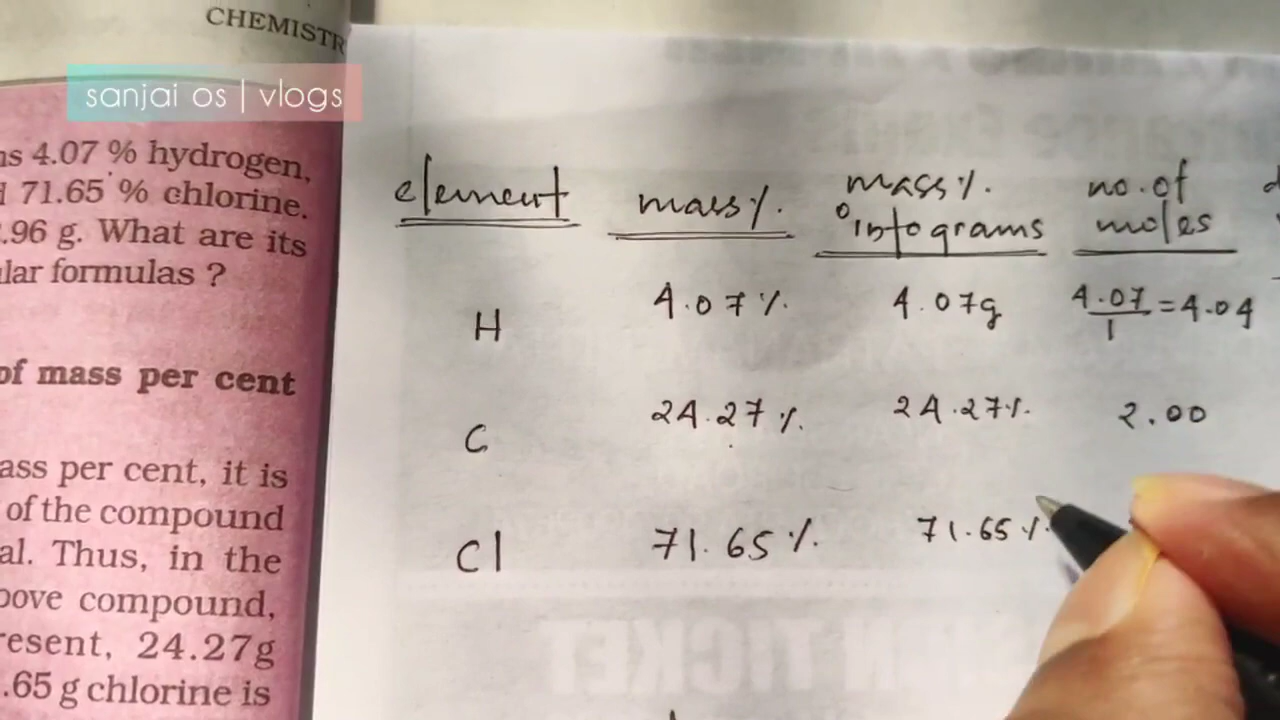 CHEMISTR
sanjai os | vlogs
ns 4.07 % hydrogen,
71.65 % chlorine.
.96 g. What are its
lar formulas ?
of mass per cent
ass per cent, it is
of the compound
al. Thus, in the
bove compound,
resent, 24.27g
.65 g chlorine is
element mass%. mass%. into grams no. of moles
H 4.07%. 4.07g 4.07/1 = 4.04
C 24.27%. 24.27%. 2.00
Cl 71.65%. 71.65%.